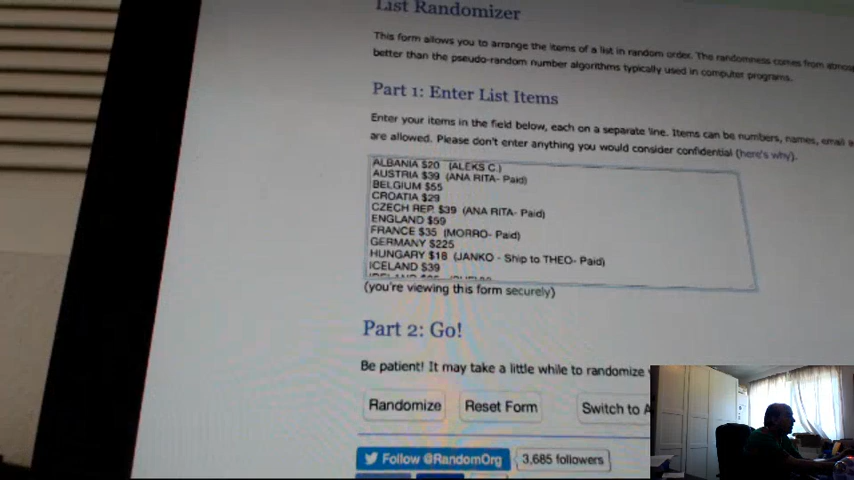 List Randomizer
This form allows you to arrange the items of a list in random order. The randomness comes from
better than the pseudo-random number algorithms typically used in computer programs.
Part 1: Enter List Items
Enter your items in the field below, each on a separate line. Items can be numbers, names, email
are allowed. Please don't enter anything you would consider confidential (here's why).
ALBANIA $20 (ALEKS C.)
AUSTRIA $39 (ANA RITA- Paid)
BELGIUM $55
CROATIA $29
CZECH REP. $39 (ANA RITA- Paid)
ENGLAND $59
FRANCE $35 (MORRO- Paid)
GERMANY $225
HUNGARY $18 (JANKO - Ship to THEO- Paid)
ICELAND $39
(you're viewing this form securely)
Part 2: Go!
Be patient! It may take a little while to randomize
Randomize
Reset Form
Switch to
Follow @RandomOrg
3,685 followers